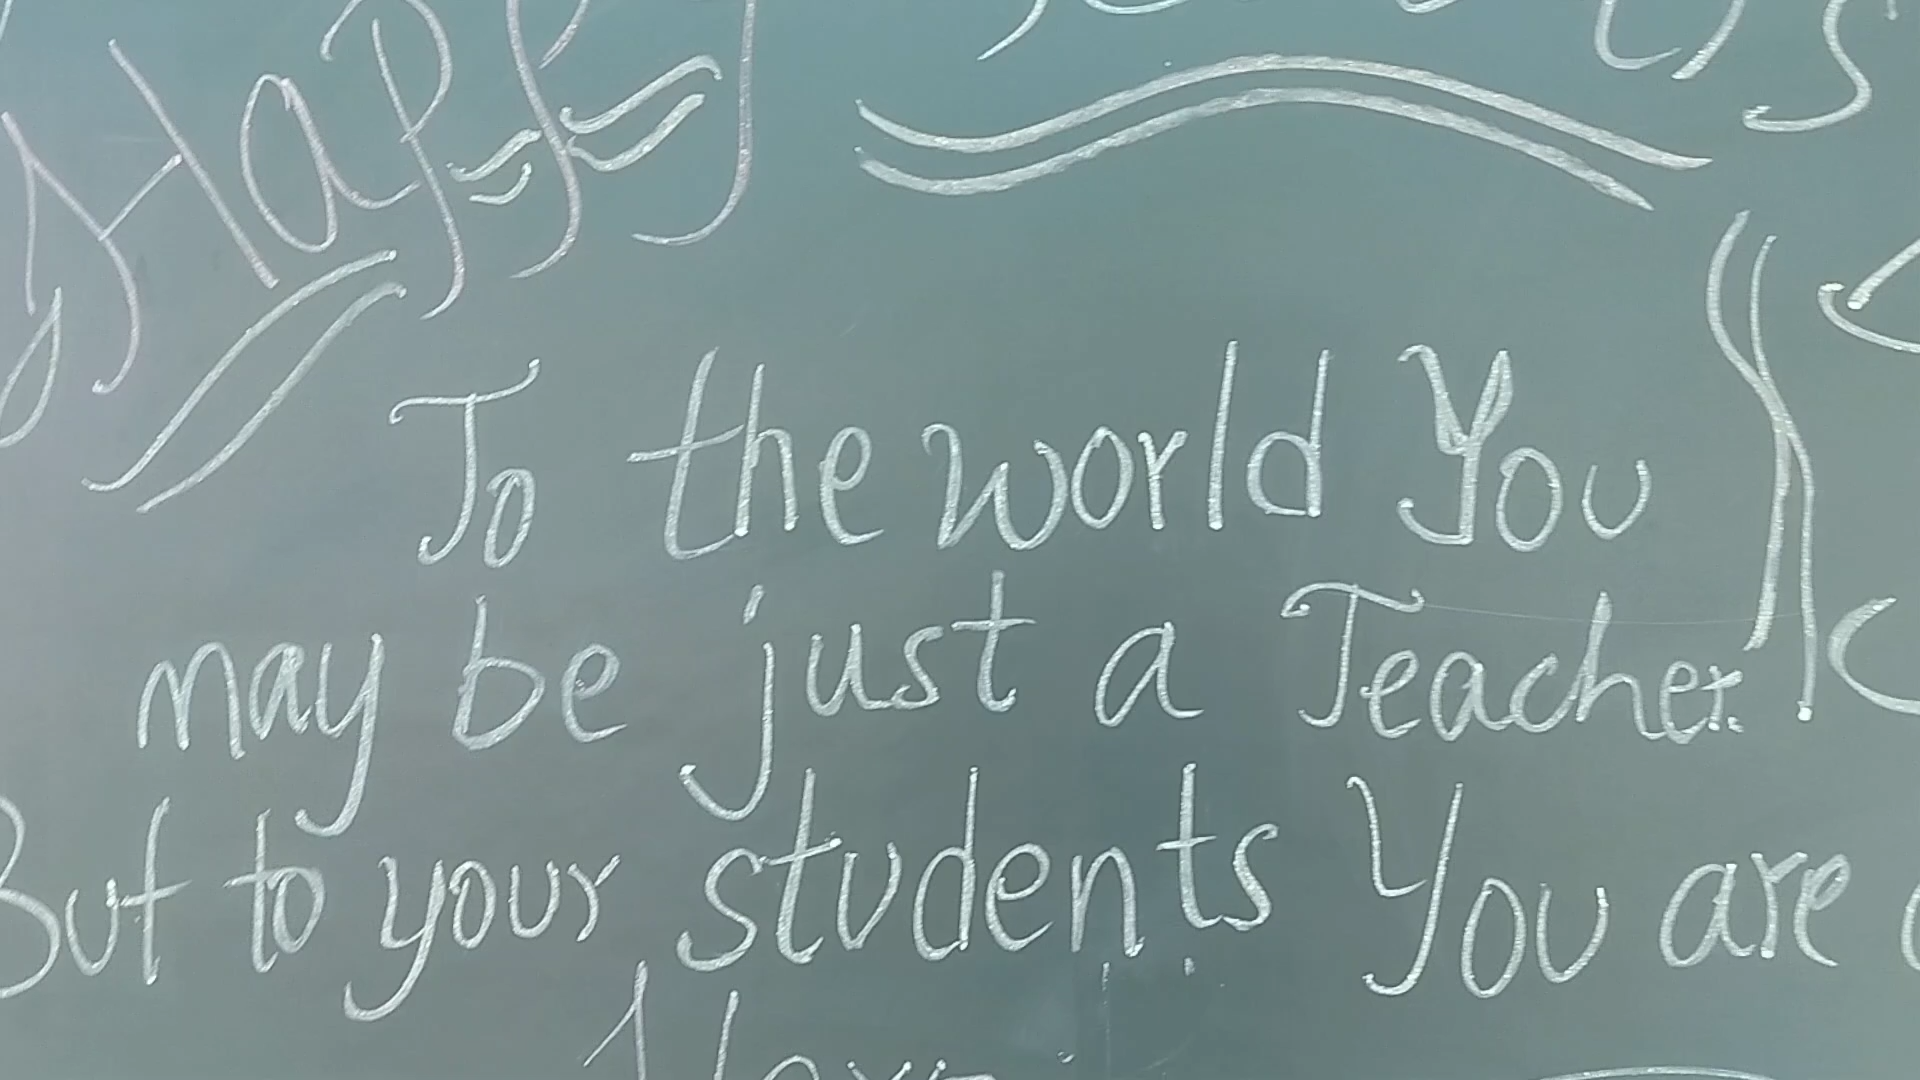 Happy
To the world You
may be just a Teacher.
But to your students You are